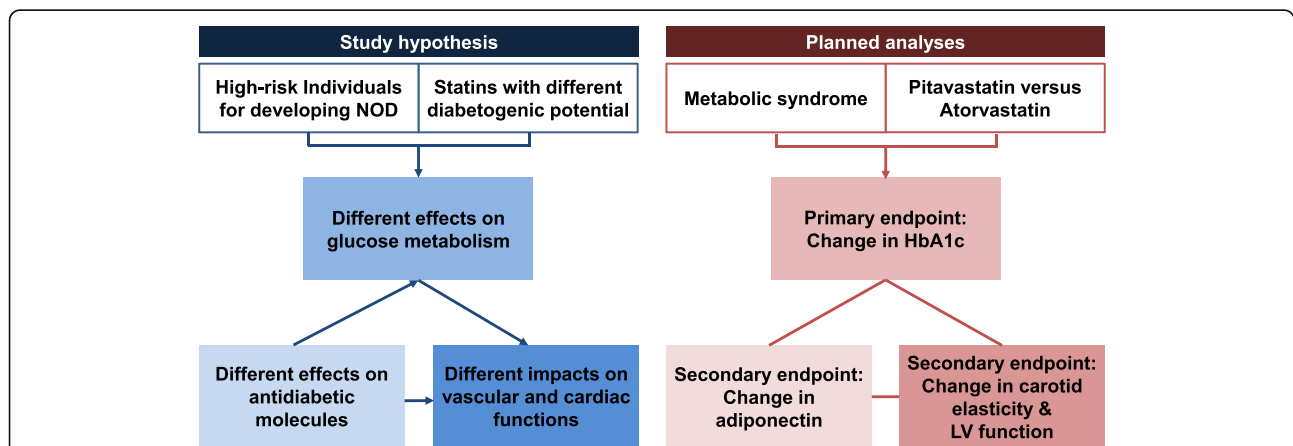 Study hypothesis
High-risk Individuals
for developing NOD
Statins with different
diabetogenic potential
Different effects on
glucose metabolism
Different effects on
antidiabetic
molecules
Different impacts on
vascular and cardiac
functions
Planned analyses
Metabolic syndrome
Pitavastatin versus
Atorvastatin
Primary endpoint:
Change in HbA1c
Secondary endpoint:
Change in
adiponectin
Secondary endpoint:
Change in carotid
elasticity &
LV function